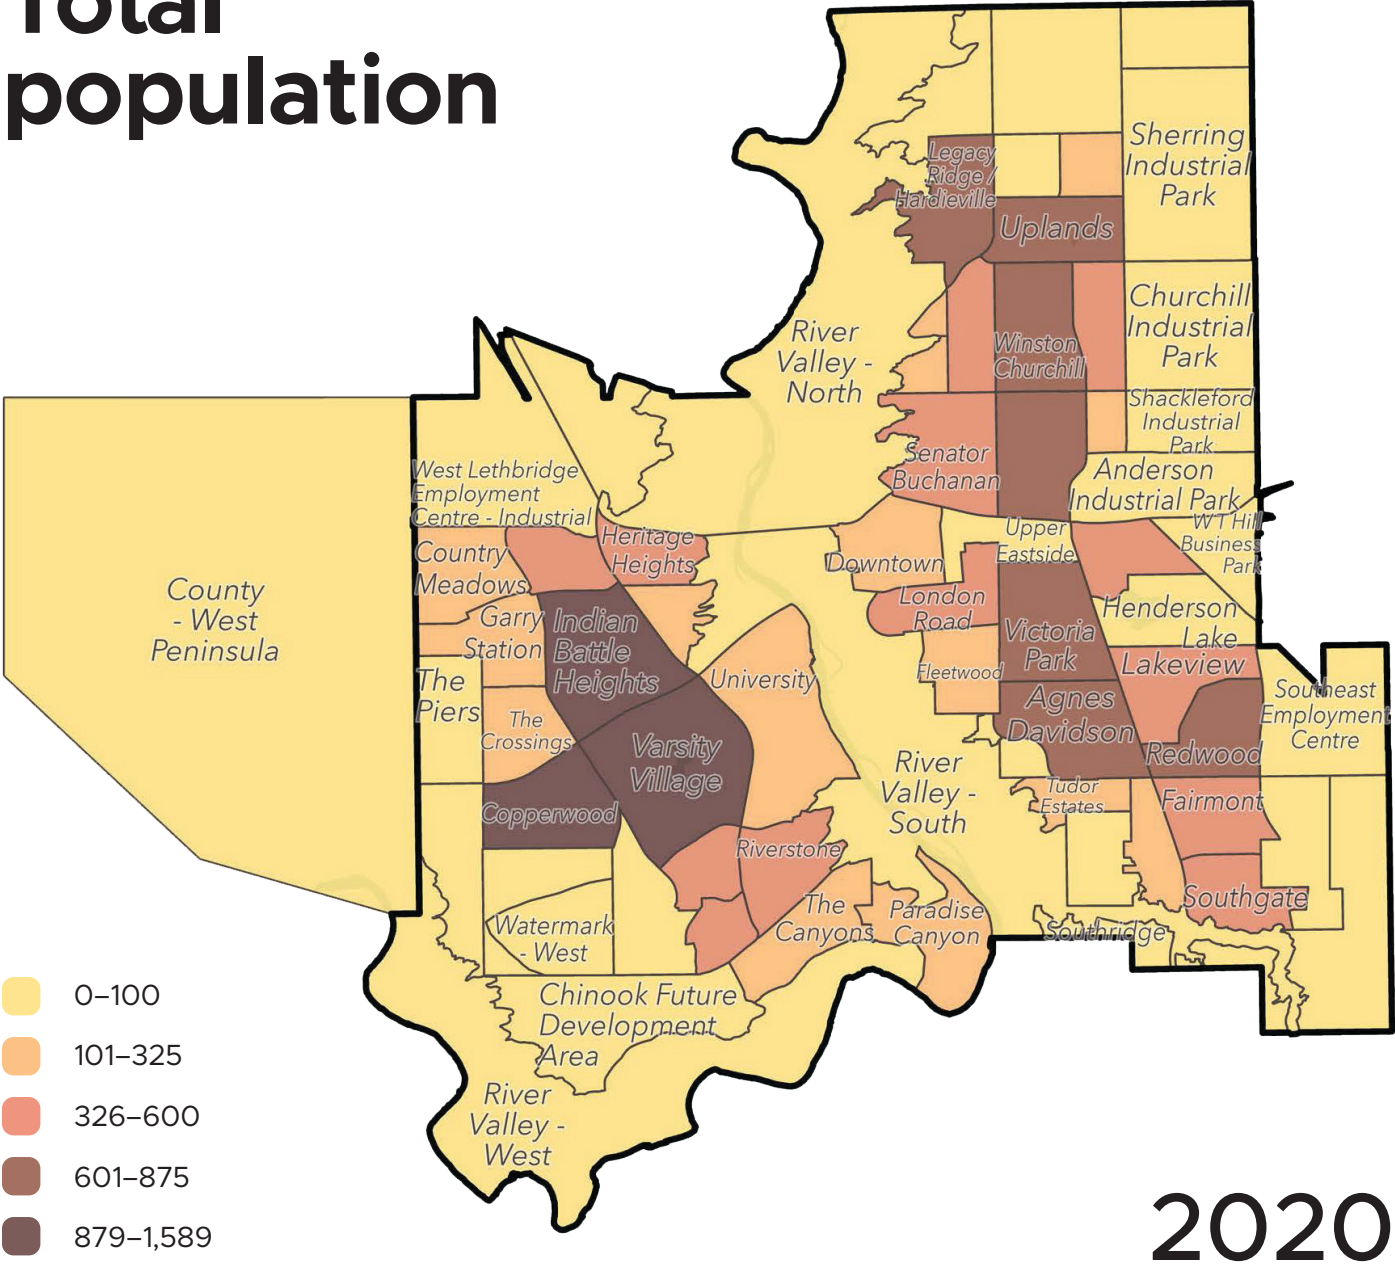 Total
population
Sherring
Industrial
Park
Legacy
Ridge /
Hardieville
Uplands
Churchill
Industrial
Park
River
Valley -
North
Winston
Churchill
Shackleford
Industrial
Park
Senator
Buchanan
Anderson
Industrial Park
West Lethbridge
Employment
Centre - Industrial
W T Hill
Business
Park
Upper
Eastside
Heritage
Heights
Country
Meadows
Downtown
County
- West
Peninsula
London
Road
Henderson
Lake
Garry
Station
Indian
Battle
Heights
Victoria
Park
Lakeview
The
Piers
University
Fleetwood
Southeast
Employment
Centre
Agnes
Davidson
The
Crossings
Varsity
Village
Redwood
River
Valley -
South
Tudor
Estates
Fairmont
Copperwood
Riverstone
Southgate
The
Canyons
Paradise
Canyon
Southridge
Watermark
- West
Chinook Future
Development
Area
River
Valley -
West
0–100
101–325
326–600
601–875
879–1,589
2020